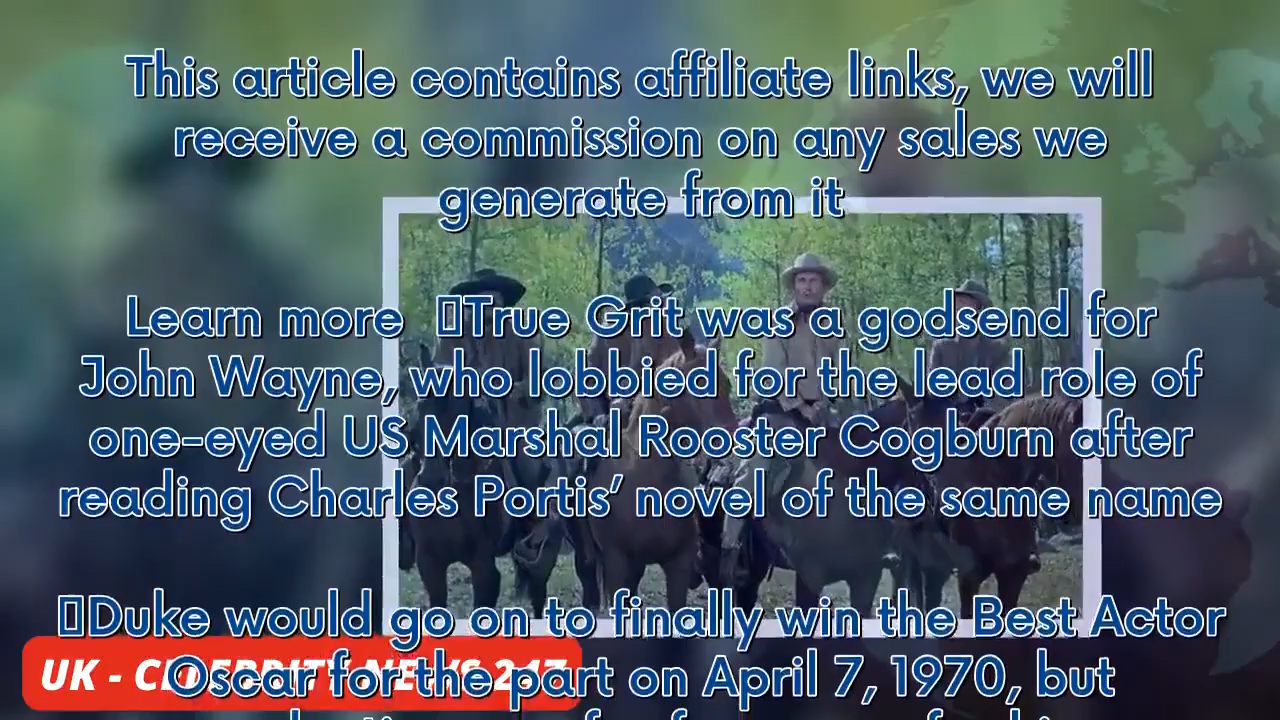 This article contains affiliate links, we will
receive a commission on any sales we
generate from it
Learn more True Grit was a godsend for
John Wayne, who lobbied for the lead role of
one-eyed US Marshal Rooster Cogburn after
reading Charles Portis’ novel of the same name
Duke would go on to finally win the Best Actor
Oscar for the part on April 7, 1970, but
UK - CELEBRITY NEWS 247